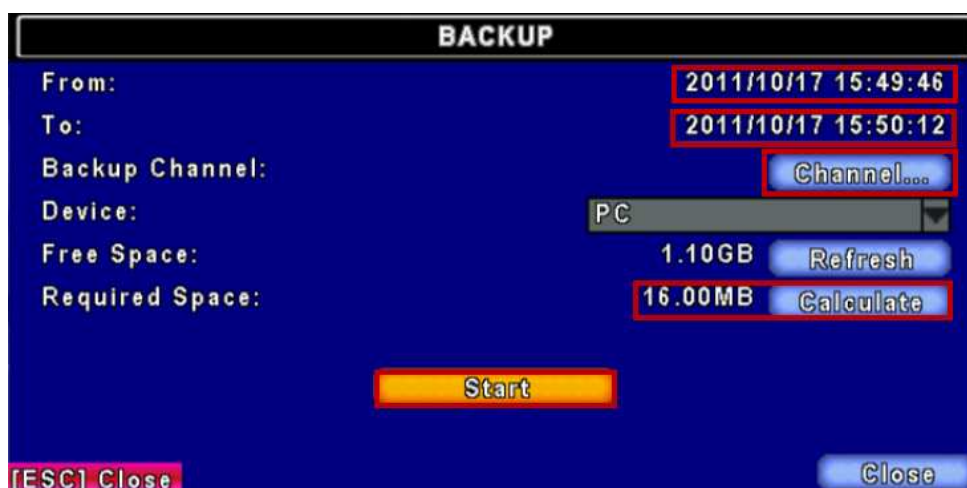 BACKUP
From: 2011/10/17 15:49:46
To: 2011/10/17 15:50:12
Backup Channel: Channel...
Device: PC
Free Space: 1.10GB Refresh
Required Space: 16.00MB Calculate
Start
[ESC] Close Close